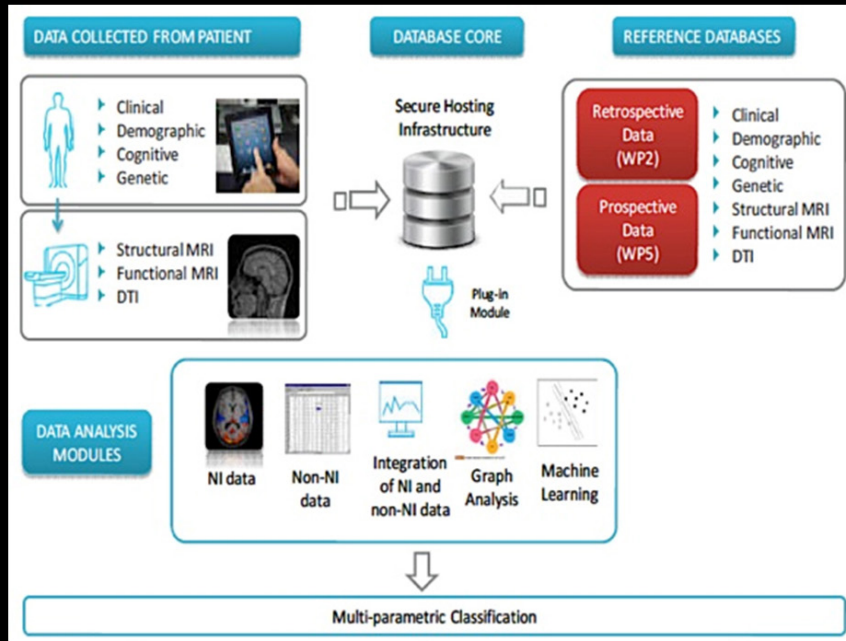 DATA COLLECTED FROM PATIENT
DATABASE CORE
REFERENCE DATABASES
Clinical
Demographic
Cognitive
Genetic
Structural MRI
Functional MRI
DTI
Secure Hosting
Infrastructure
Plug-in
Module
Retrospective
Data
(WP2)
Prospective
Data
(WP5)
Clinical
Demographic
Cognitive
Genetic
Structural MRI
Functional MRI
DTI
DATA ANALYSIS
MODULES
NI data
Non-NI
data
Integration
of NI and
non-NI data
Graph
Analysis
Machine
Learning
Multi-parametric Classification